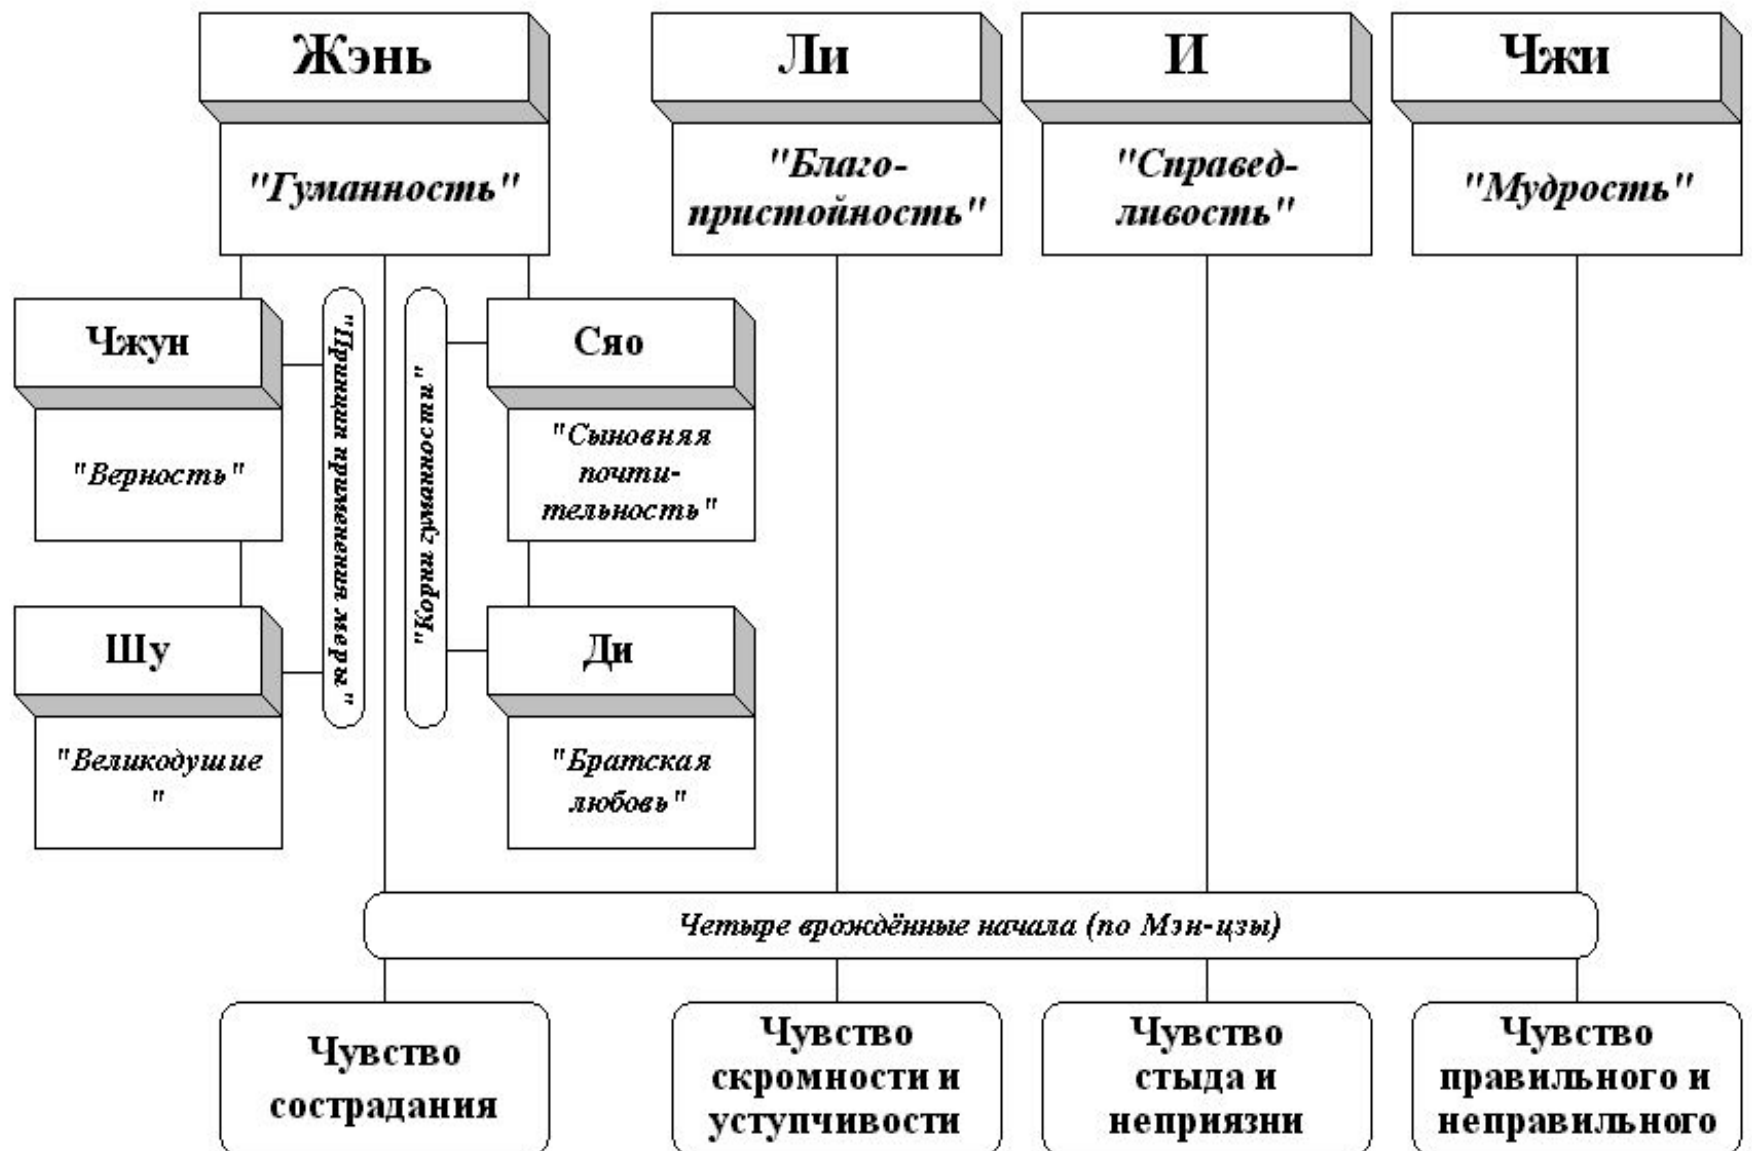 Жэнь
Ли
И
Чжи
"Гуманность"
"Благо-
пристойность"
"Справед-
ливость"
"Мудрость"
Чжун
"Верность"
Шу
"Великодушие
"
"Принцип применения меры"
"Корни гуманности"
Сяо
"Сыновняя
почти-
тельность"
Ди
"Братская
любовь"
Четыре врождённые начала (по Мэн-цзы)
Чувство
сострадания
Чувство
скромности и
уступчивости
Чувство
стыда и
неприязни
Чувство
правильного и
неправильного